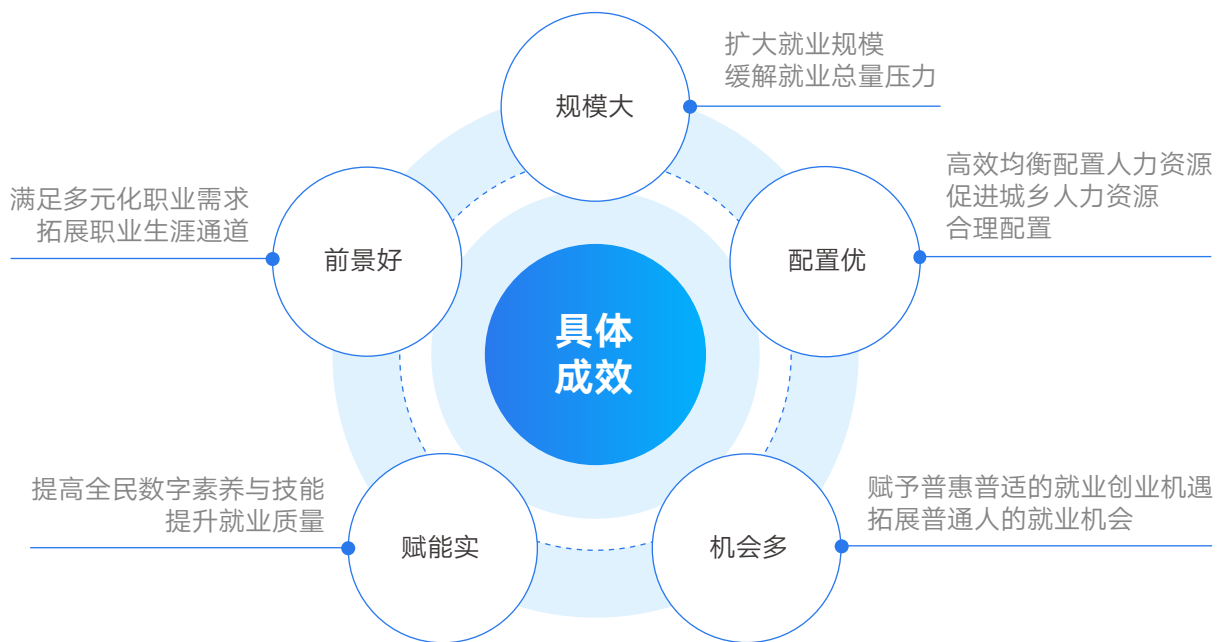 扩大就业规模
缓解就业总量压力
规模大
高效均衡配置人力资源
促进城乡人力资源
合理配置
配置优
满足多元化职业需求
拓展职业生涯通道
前景好
具体
成效
提高全民数字素养与技能
提升就业质量
赋能实
机会多
赋予普惠普适的就业创业机遇
拓展普通人的就业机会